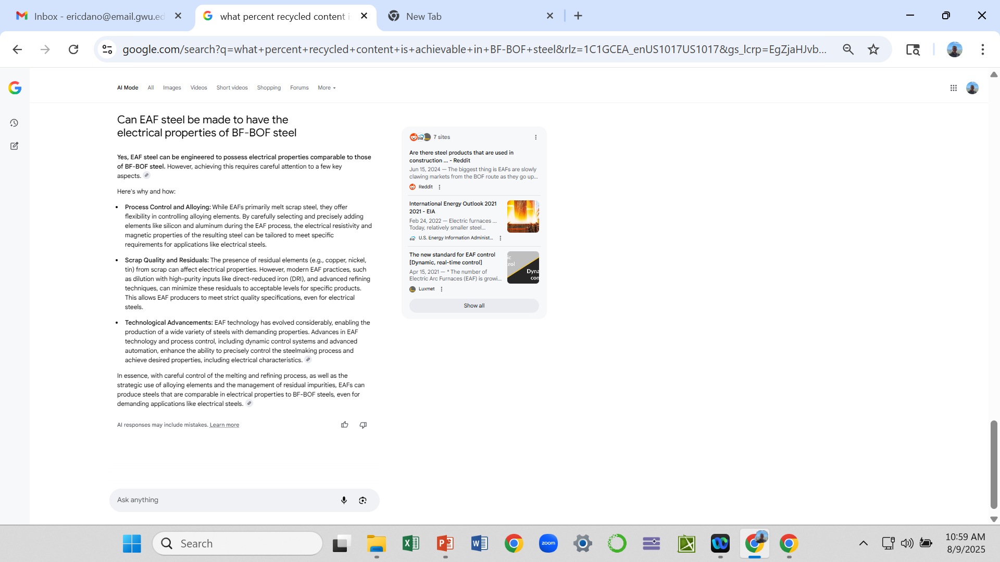 Inbox - ericdano@email.gwu.ed
what percent recycled content i
New Tab
google.com/search?q=what+percent+recycled+content+is+achievable+in+BF-BOF+steel&rlz=1C1GCEA_enUS1017US1017&gs_lcrp=EgZjaHJvb...
AI Mode
All
Images
Videos
Short videos
Shopping
Forums
More
Can EAF steel be made to have the
electrical properties of BF-BOF steel
Yes, EAF steel can be engineered to possess electrical properties comparable to those
of BF-BOF steel. However, achieving this requires careful attention to a few key
aspects.
Here's why and how:
• Process Control and Alloying: While EAFs primarily melt scrap steel, they offer
flexibility in controlling alloying elements. By carefully selecting and precisely adding
elements like silicon and aluminum during the EAF process, the electrical resistivity and
magnetic properties of the resulting steel can be tailored to meet specific
requirements for applications like electrical steels.
• Scrap Quality and Residuals: The presence of residual elements (e.g., copper, nickel,
tin) from scrap can affect electrical properties. However, modern EAF practices, such
as dilution with high-purity inputs like direct-reduced iron (DRI), and advanced refining
techniques, can minimize these residuals to acceptable levels for specific products.
This allows EAF producers to meet strict quality specifications, even for electrical
steels.
• Technological Advancements: EAF technology has evolved considerably, enabling the
production of a wide variety of steels with demanding properties. Advances in EAF
technology and process control, including dynamic control systems and advanced
automation, enhance the ability to precisely control the steelmaking process and
achieve desired properties, including electrical characteristics.
In essence, with careful control of the melting and refining process, as well as the
strategic use of alloying elements and the management of residual impurities, EAFs can
produce steels that are comparable in electrical properties to BF-BOF steels, even for
demanding applications like electrical steels.
AI responses may include mistakes. Learn more
7 sites
Are there steel products that are used in
construction ... - Reddit
Jun 15, 2024 — The biggest thing is EAFs are slowly
clawing markets from the BOF route as they go up...
Reddit
International Energy Outlook 2021
2021 - EIA
Feb 24, 2022 — Electric furnaces ...
Today, relatively smaller steel...
eia U.S. Energy Information Administ...
The new standard for EAF control
[Dynamic, real-time control]
Apr 15, 2021 — * The number of
Electric Arc Furnaces (EAF) is growi...
Luxmet
ic
rol
Dyna
con
Show all
Ask anything
Search
zoom
10:59 AM
8/9/2025